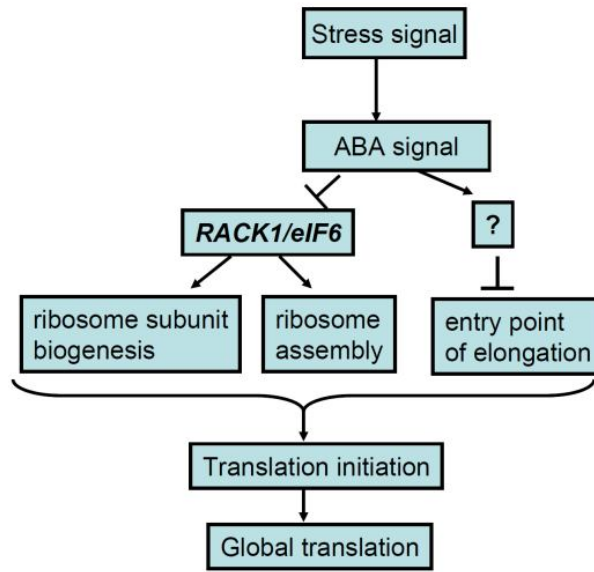 Stress signal
ABA signal
RACK1/eIF6
?
ribosome subunit
biogenesis
ribosome
assembly
entry point
of elongation
Translation initiation
Global translation